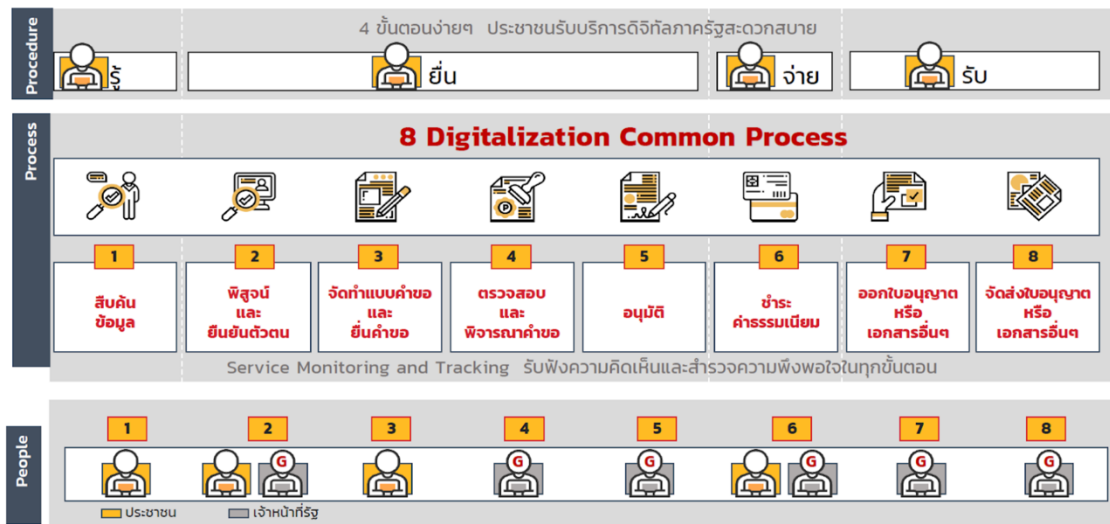 Procedure
4 ขั้นตอนง่ายๆ ประชาชนรับบริการดิจิทัลภาครัฐสะดวกสบาย
รู้
ยื่น
จ่าย
รับ
Process
8 Digitalization Common Process
1
สืบค้น
ข้อมูล
2
พิสูจน์
และ
ยืนยันตัวตน
3
จัดทำแบบคำขอ
และ
ยื่นคำขอ
4
ตรวจสอบ
และ
พิจารณาคำขอ
5
อนุมัติ
6
ชำระ
ค่าธรรมเนียม
7
ออกใบอนุญาต
หรือ
เอกสารอื่นๆ
8
จัดส่งใบอนุญาต
หรือ
เอกสารอื่นๆ
Service Monitoring and Tracking รับฟังความคิดเห็นและสำรวจความพึงพอใจในทุกขั้นตอน
People
1 2 3 4 5 6 7 8
G G G G G G
ประชาชน เจ้าหน้าที่รัฐ